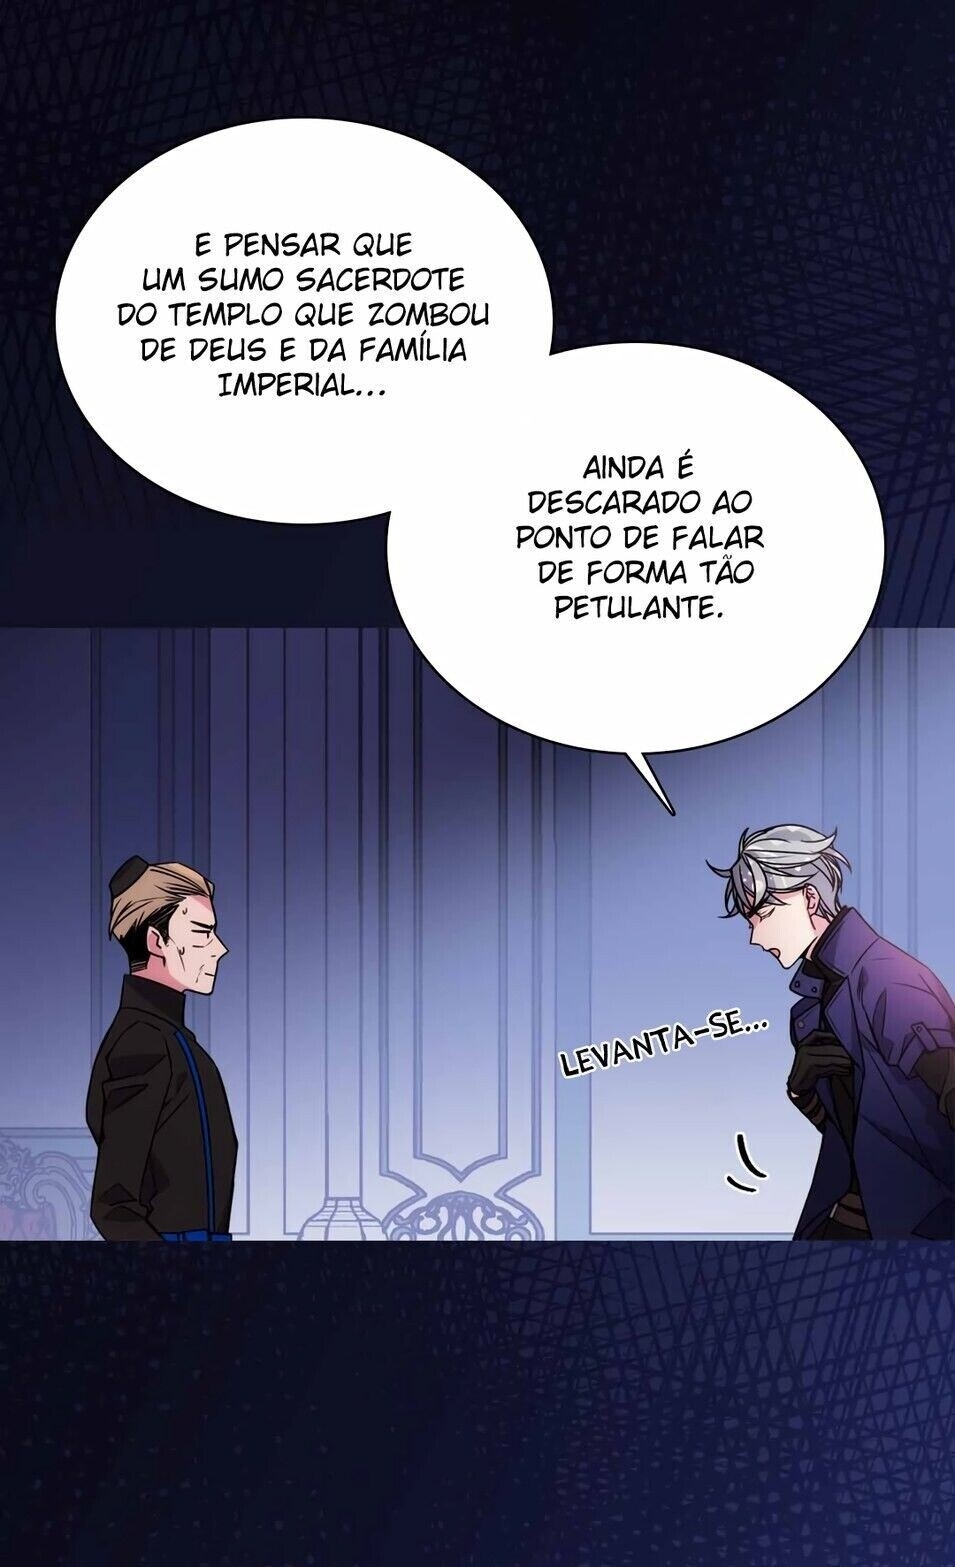 E PENSAR QUE
UM SUMO SACERDOTE
DO TEMPLO QUE ZOMBOU
DE DEUS E DA FAMÍLIA
IMPERIAL...
AINDA É
DESCARADO AO
PONTO DE FALAR
DE FORMA TÃO
PETULANTE.
LEVANTA-SE...